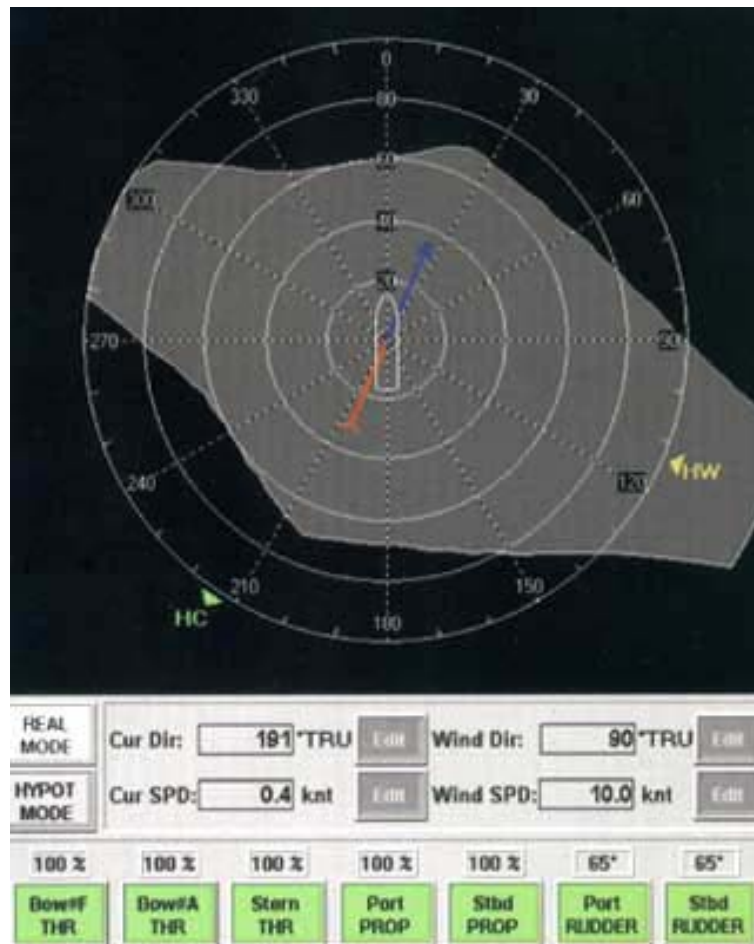 0
330
30
80
60
300
60
40
20
270
90
HW
240
120
210
150
HC
180
REAL MODE
Cur Dir: 191 °TRU Edit Wind Dir: 90 °TRU Edit
HYPOT MODE
Cur SPD: 0.4 knt Edit Wind SPD: 10.0 knt Edit
100 % 100 % 100 % 100 % 100 % 65° 65°
Bow#F Bow#A Stern Port Stbd Port Stbd
THR THR THR PROP PROP RUDDER RUDDER